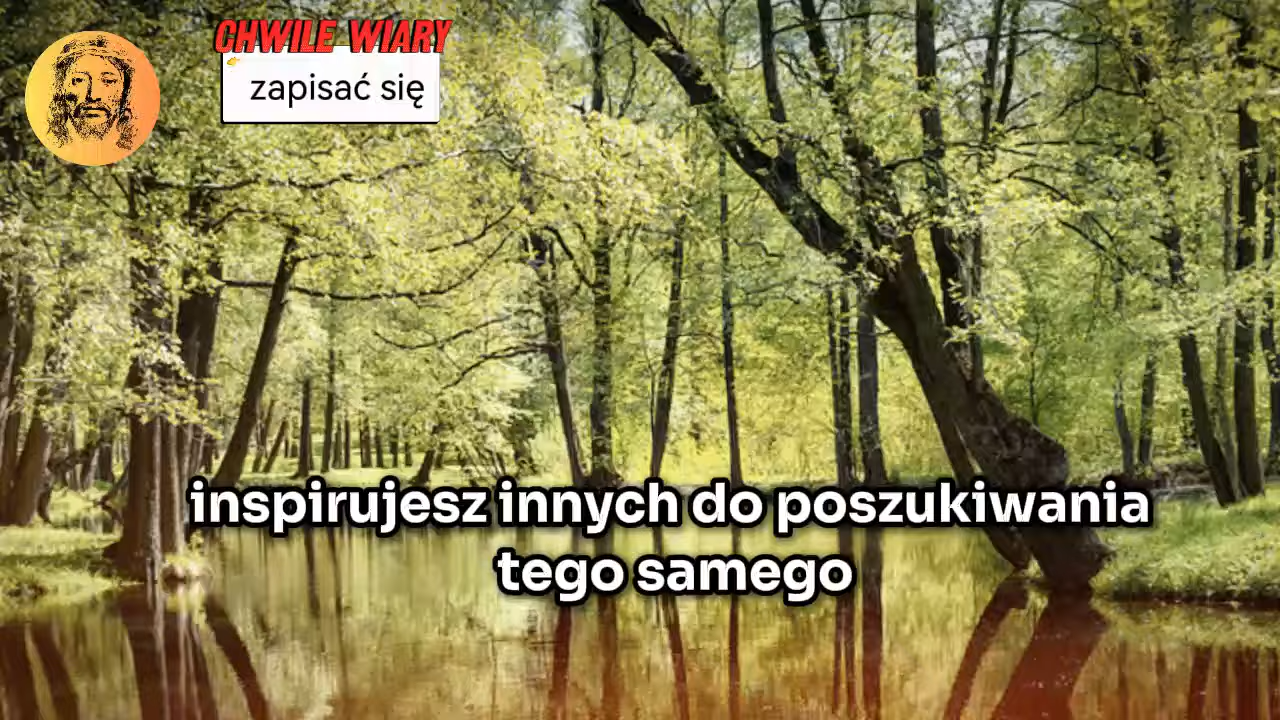 CHWILE WIARY
zapisać się
inspirujesz innych do poszukiwania
tego samego